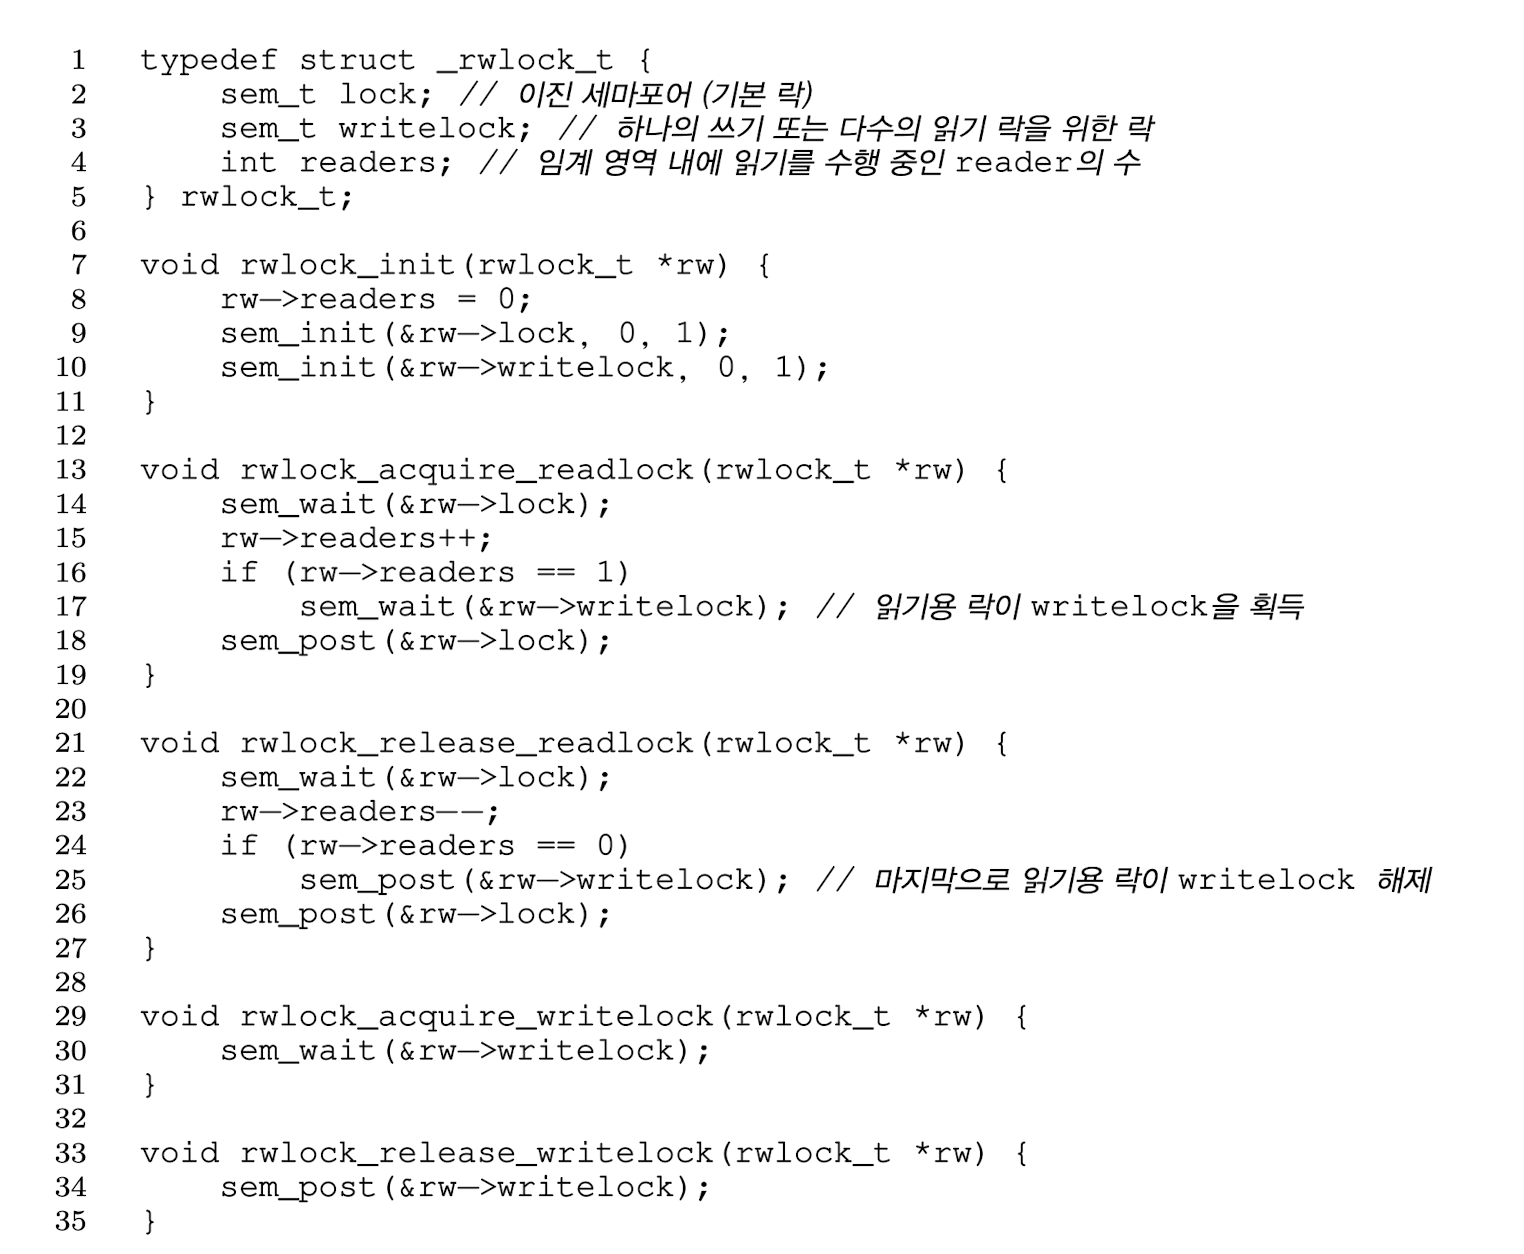 1 typedef struct _rwlock_t {
2 sem_t lock; // 이진 세마포어 (기본 락)
3 sem_t writelock; // 하나의 쓰기 또는 다수의 읽기 락을 위한 락
4 int readers; // 임계 영역 내에 읽기를 수행 중인 reader의 수
5 } rwlock_t;
6
7 void rwlock_init(rwlock_t *rw) {
8 rw->readers = 0;
9 sem_init(&rw->lock, 0, 1);
10 sem_init(&rw->writelock, 0, 1);
11 }
12
13 void rwlock_acquire_readlock(rwlock_t *rw) {
14 sem_wait(&rw->lock);
15 rw->readers++;
16 if (rw->readers == 1)
17 sem_wait(&rw->writelock); // 읽기용 락이 writelock을 획득
18 sem_post(&rw->lock);
19 }
20
21 void rwlock_release_readlock(rwlock_t *rw) {
22 sem_wait(&rw->lock);
23 rw->readers--;
24 if (rw->readers == 0)
25 sem_post(&rw->writelock); // 마지막으로 읽기용 락이 writelock 해제
26 sem_post(&rw->lock);
27 }
28
29 void rwlock_acquire_writelock(rwlock_t *rw) {
30 sem_wait(&rw->writelock);
31 }
32
33 void rwlock_release_writelock(rwlock_t *rw) {
34 sem_post(&rw->writelock);
35 }